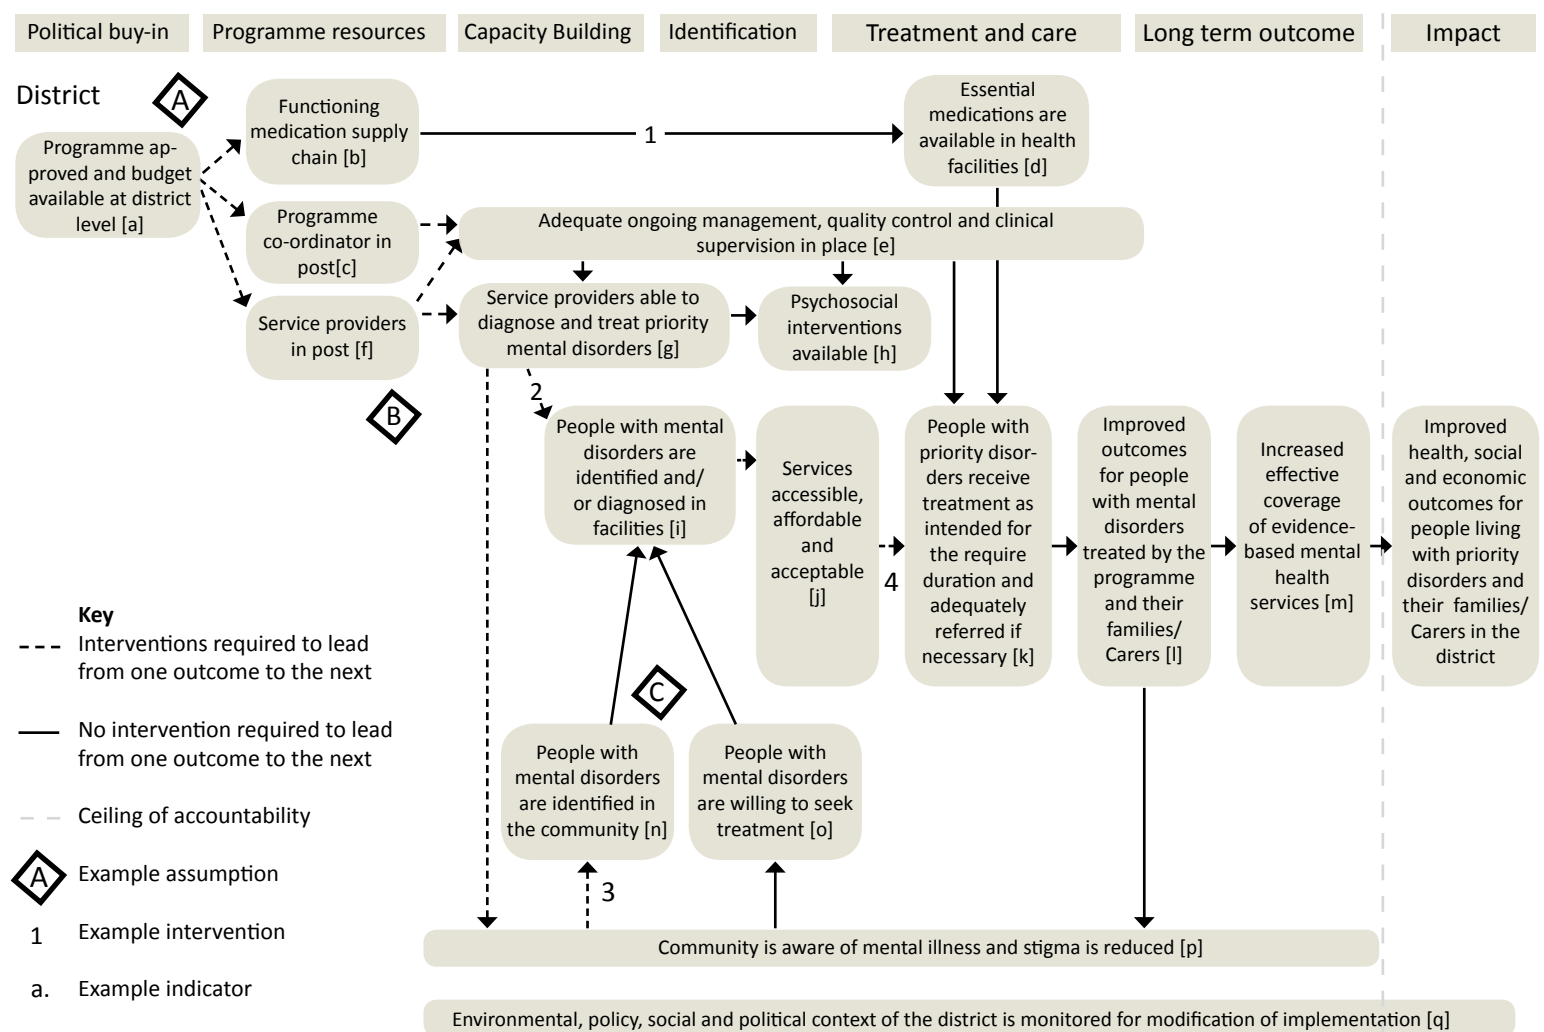 Political buy-in
Programme resources
Capacity Building
Identification
Treatment and care
Long term outcome
Impact
District
A
Programme ap-
proved and budget
available at district
level [a]
Functioning
medication supply
chain [b]
1
Essential
medications are
available in health
facilities [d]
Programme
co-ordinator in
post[c]
Adequate ongoing management, quality control and clinical
supervision in place [e]
Service providers
in post [f]
Service providers able to
diagnose and treat priority
mental disorders [g]
Psychosocial
interventions
available [h]
B
2
People with mental
disorders are
identified and/
or diagnosed in
facilities [i]
Services
accessible,
affordable
and
acceptable
[j]
4
People with
priority disor-
ders receive
treatment as
intended for
the require
duration and
adequately
referred if
necessary [k]
Improved
outcomes
for people
with mental
disorders
treated by the
programme
and their
families/
Carers [l]
Increased
effective
coverage
of evidence-
based mental
health
services [m]
Improved
health, social
and economic
outcomes for
people living
with priority
disorders and
their families/
Carers in the
district
C
People with
mental disorders
are identified in
the community [n]
People with
mental disorders
are willing to seek
treatment [o]
3
Community is aware of mental illness and stigma is reduced [p]
Environmental, policy, social and political context of the district is monitored for modification of implementation [q]
Key
Interventions required to lead
from one outcome to the next
No intervention required to lead
from one outcome to the next
Ceiling of accountability
A Example assumption
1 Example intervention
a. Example indicator